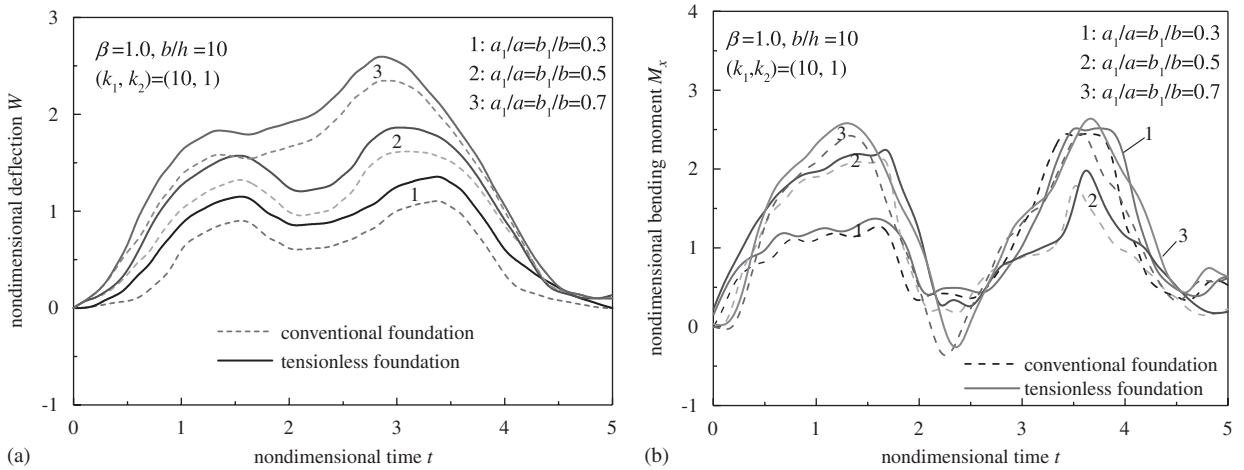 3
2
1
0
-1
nondimensional deflection W
β=1.0, b/h=10
(k₁, k₂)=(10, 1)
1: a₁/a=b₁/b=0.3
2: a₁/a=b₁/b=0.5
3: a₁/a=b₁/b=0.7
3
2
1
conventional foundation
tensionless foundation
0 1 2 3 4 5
nondimensional time t
(a)
4
3
2
1
0
-1
nondimensional bending moment Mₓ
β=1.0, b/h=10
(k₁,k₂)=(10, 1)
1: a₁/a=b₁/b=0.3
2: a₁/a=b₁/b=0.5
3: a₁/a=b₁/b=0.7
3
2
1
1
2
3
conventional foundation
tensionless foundation
0 1 2 3 4 5
nondimensional time t
(b)